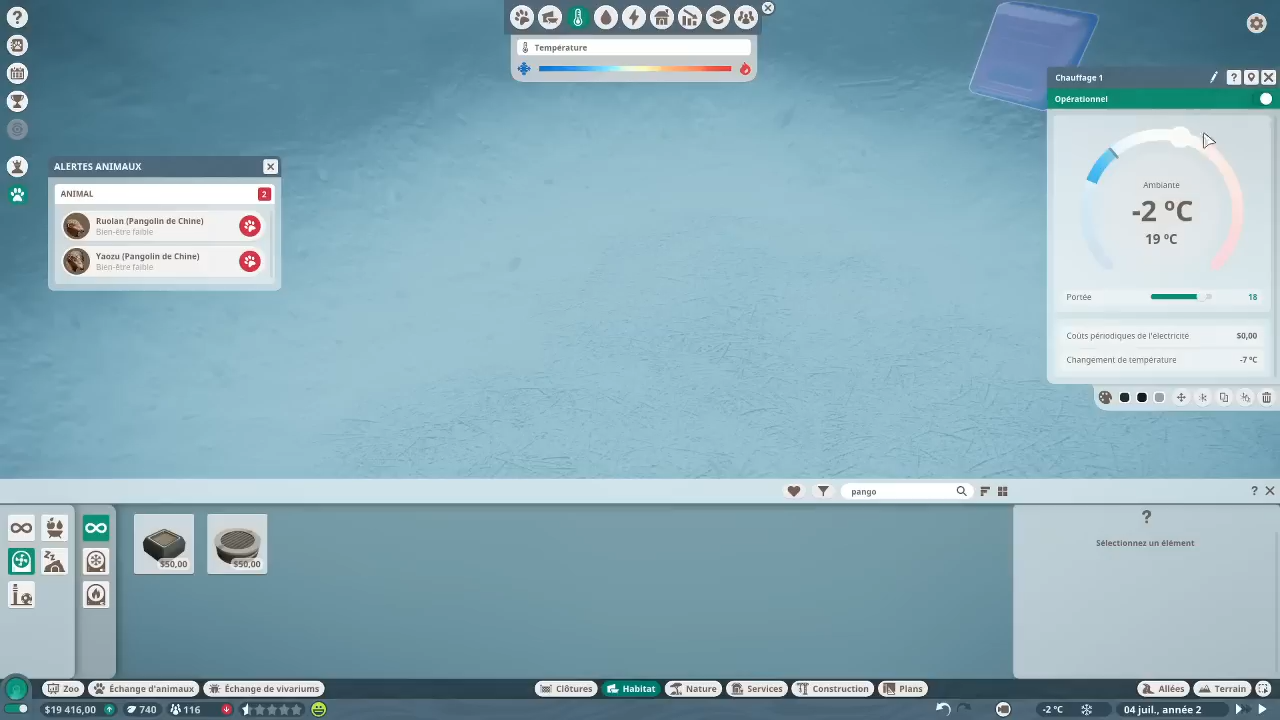 Température
Chauffage 1
Opérationnel
Ambiante
-2 °C
19 °C
Portée 18
Coûts périodiques de l'électricité $0,00
Changement de température -7 °C
ALERTES ANIMAUX
ANIMAL 2
Ruolan (Pangolin de Chine)
Bien-être faible
Yaozu (Pangolin de Chine)
Bien-être faible
pango
$50,00
$50,00
?
Sélectionnez un élément
Zoo
Échange d'animaux
Échange de vivariums
Clôtures
Habitat
Nature
Services
Construction
Plans
Allées
Terrain
$19 416,00
740
116
-2 °C
04 juil., année 2